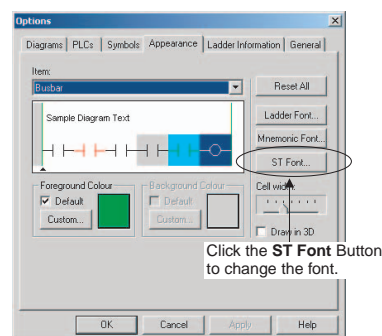 Options
Diagrams PLCs Symbols Appearance Ladder Information General
Item:
Busbar
Reset All
Sample Diagram Text
Ladder Font...
Mnemonic Font...
ST Font...
Foreground Colour
Background Colour
Cell width:
Default
Default
Custom...
Custom...
Draw in 3D
Click the ST Font Button
to change the font.
OK Cancel Apply Help